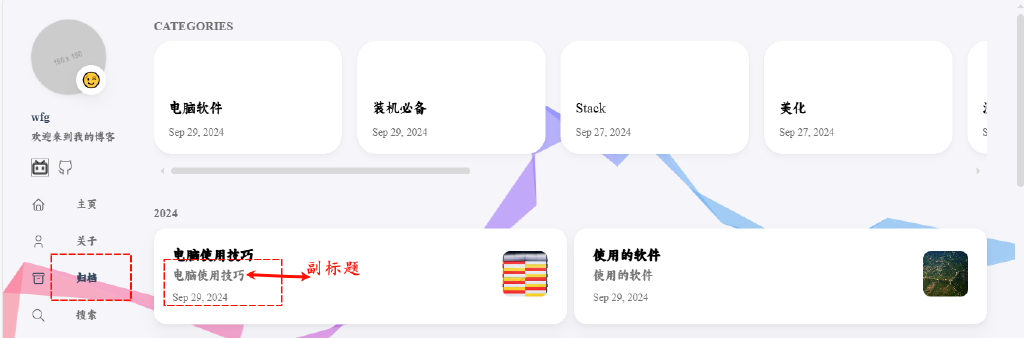 150 x 150
wfg
欢迎来到我的博客
主页
关于
归档
搜索
CATEGORIES
电脑软件
Sep 29, 2024
装机必备
Sep 29, 2024
Stack
Sep 27, 2024
美化
Sep 27, 2024
2024
电脑使用技巧
电脑使用技巧
副标题
Sep 29, 2024
使用的软件
使用的软件
Sep 29, 2024